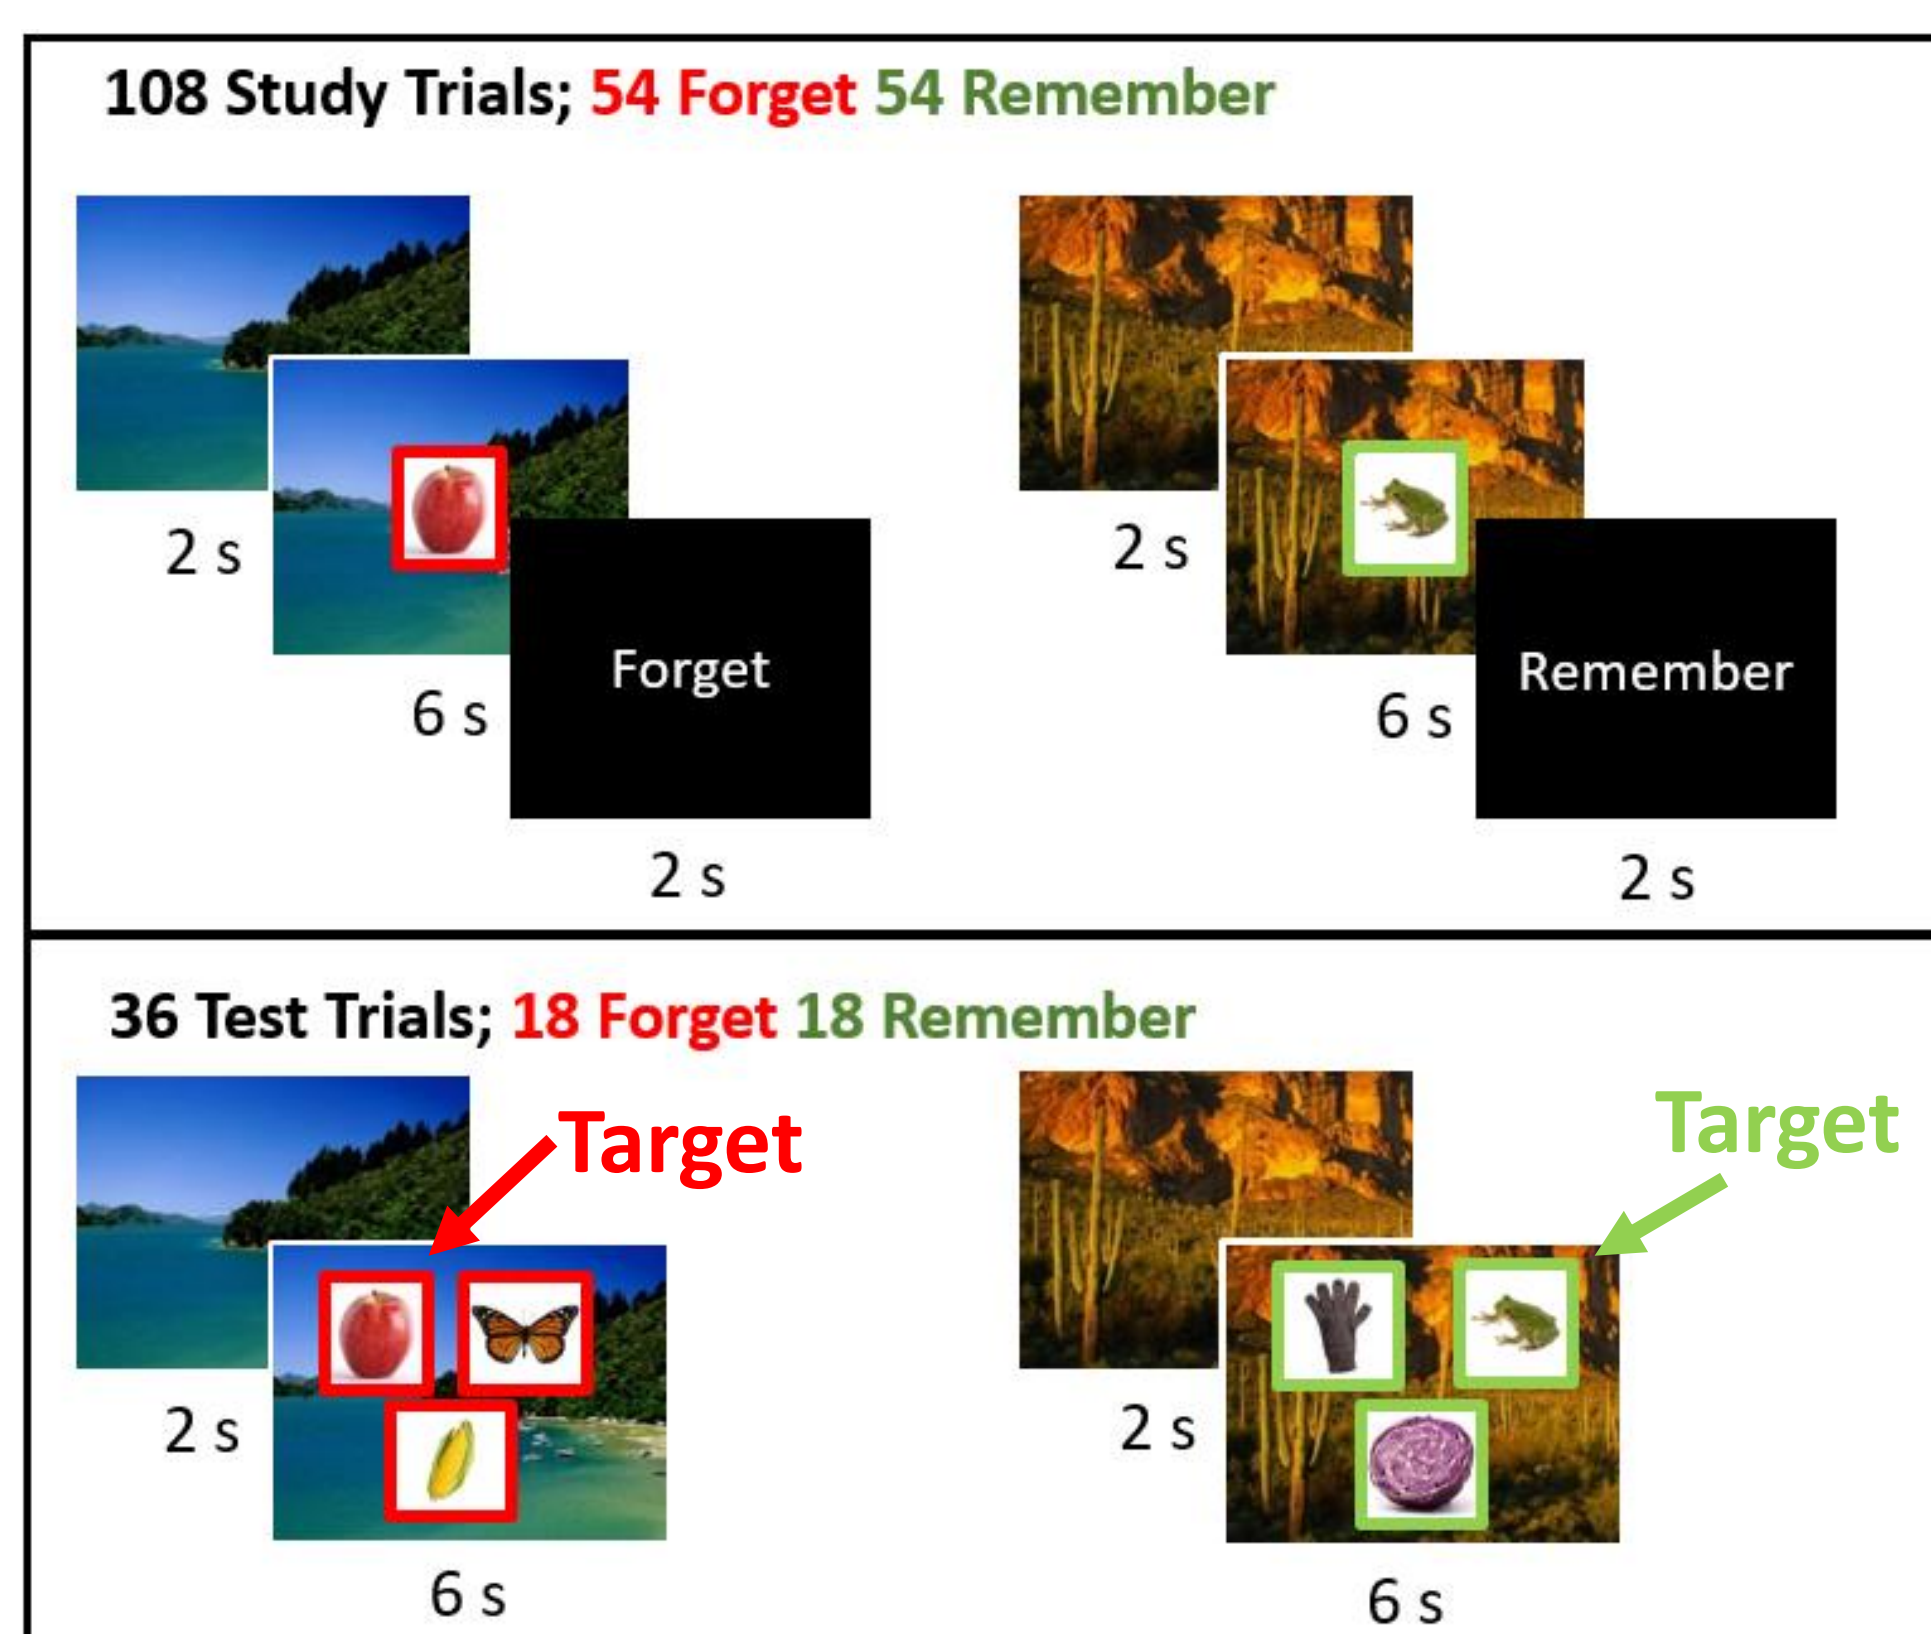 108 Study Trials; 54 Forget 54 Remember
2 s
6 s
Forget
2 s
2 s
6 s
Remember
2 s
36 Test Trials; 18 Forget 18 Remember
Target
2 s
6 s
Target
2 s
6 s